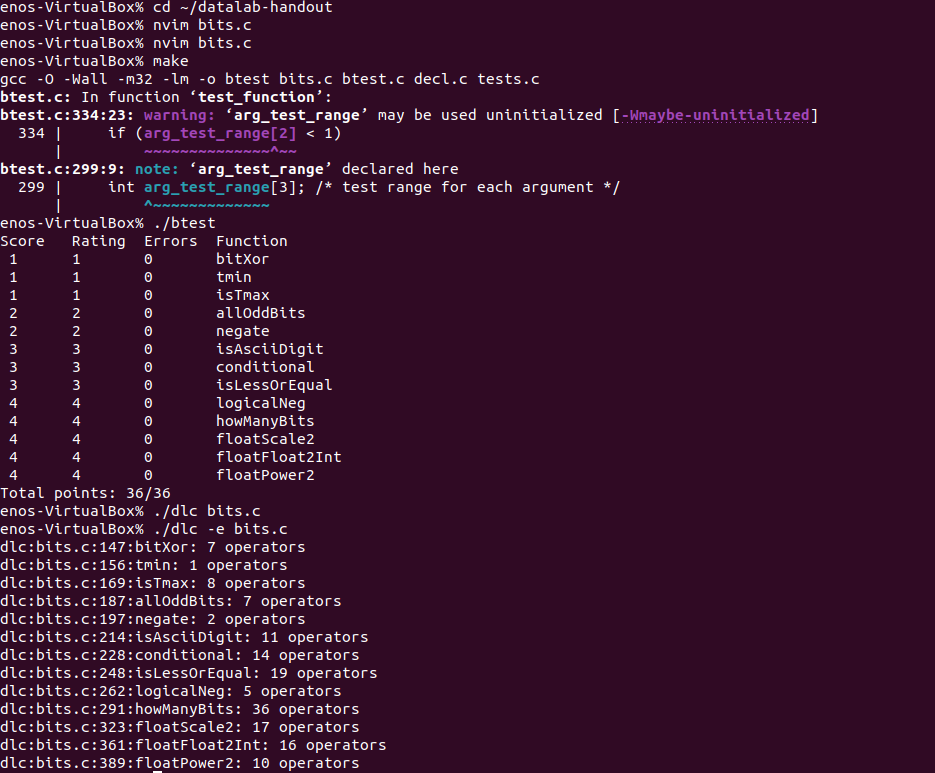 enos-VirtualBox% cd ~/datalab-handout
enos-VirtualBox% nvim bits.c
enos-VirtualBox% nvim bits.c
enos-VirtualBox% make
gcc -O -Wall -m32 -lm -o btest bits.c btest.c decl.c tests.c
btest.c: In function ‘test_function’:
btest.c:334:23: warning: ‘arg_test_range’ may be used uninitialized [-Wmaybe-uninitialized]
  334 |     if (arg_test_range[2] < 1)
      |         ~~~~~~~~~~~~~~^~~
btest.c:299:9: note: ‘arg_test_range’ declared here
  299 |     int arg_test_range[3]; /* test range for each argument */
      |         ^~~~~~~~~~~~~~
enos-VirtualBox% ./btest
Score   Rating  Errors  Function
 1      1       0       bitXor
 1      1       0       tmin
 1      1       0       isTmax
 2      2       0       allOddBits
 2      2       0       negate
 3      3       0       isAsciiDigit
 3      3       0       conditional
 3      3       0       isLessOrEqual
 4      4       0       logicalNeg
 4      4       0       howManyBits
 4      4       0       floatScale2
 4      4       0       floatFloat2Int
 4      4       0       floatPower2
Total points: 36/36
enos-VirtualBox% ./dlc bits.c
enos-VirtualBox% ./dlc -e bits.c
dlc:bits.c:147:bitXor: 7 operators
dlc:bits.c:156:tmin: 1 operators
dlc:bits.c:169:isTmax: 8 operators
dlc:bits.c:187:allOddBits: 7 operators
dlc:bits.c:197:negate: 2 operators
dlc:bits.c:214:isAsciiDigit: 11 operators
dlc:bits.c:228:conditional: 14 operators
dlc:bits.c:248:isLessOrEqual: 19 operators
dlc:bits.c:262:logicalNeg: 5 operators
dlc:bits.c:291:howManyBits: 36 operators
dlc:bits.c:323:floatScale2: 17 operators
dlc:bits.c:361:floatFloat2Int: 16 operators
dlc:bits.c:389:floatPower2: 10 operators